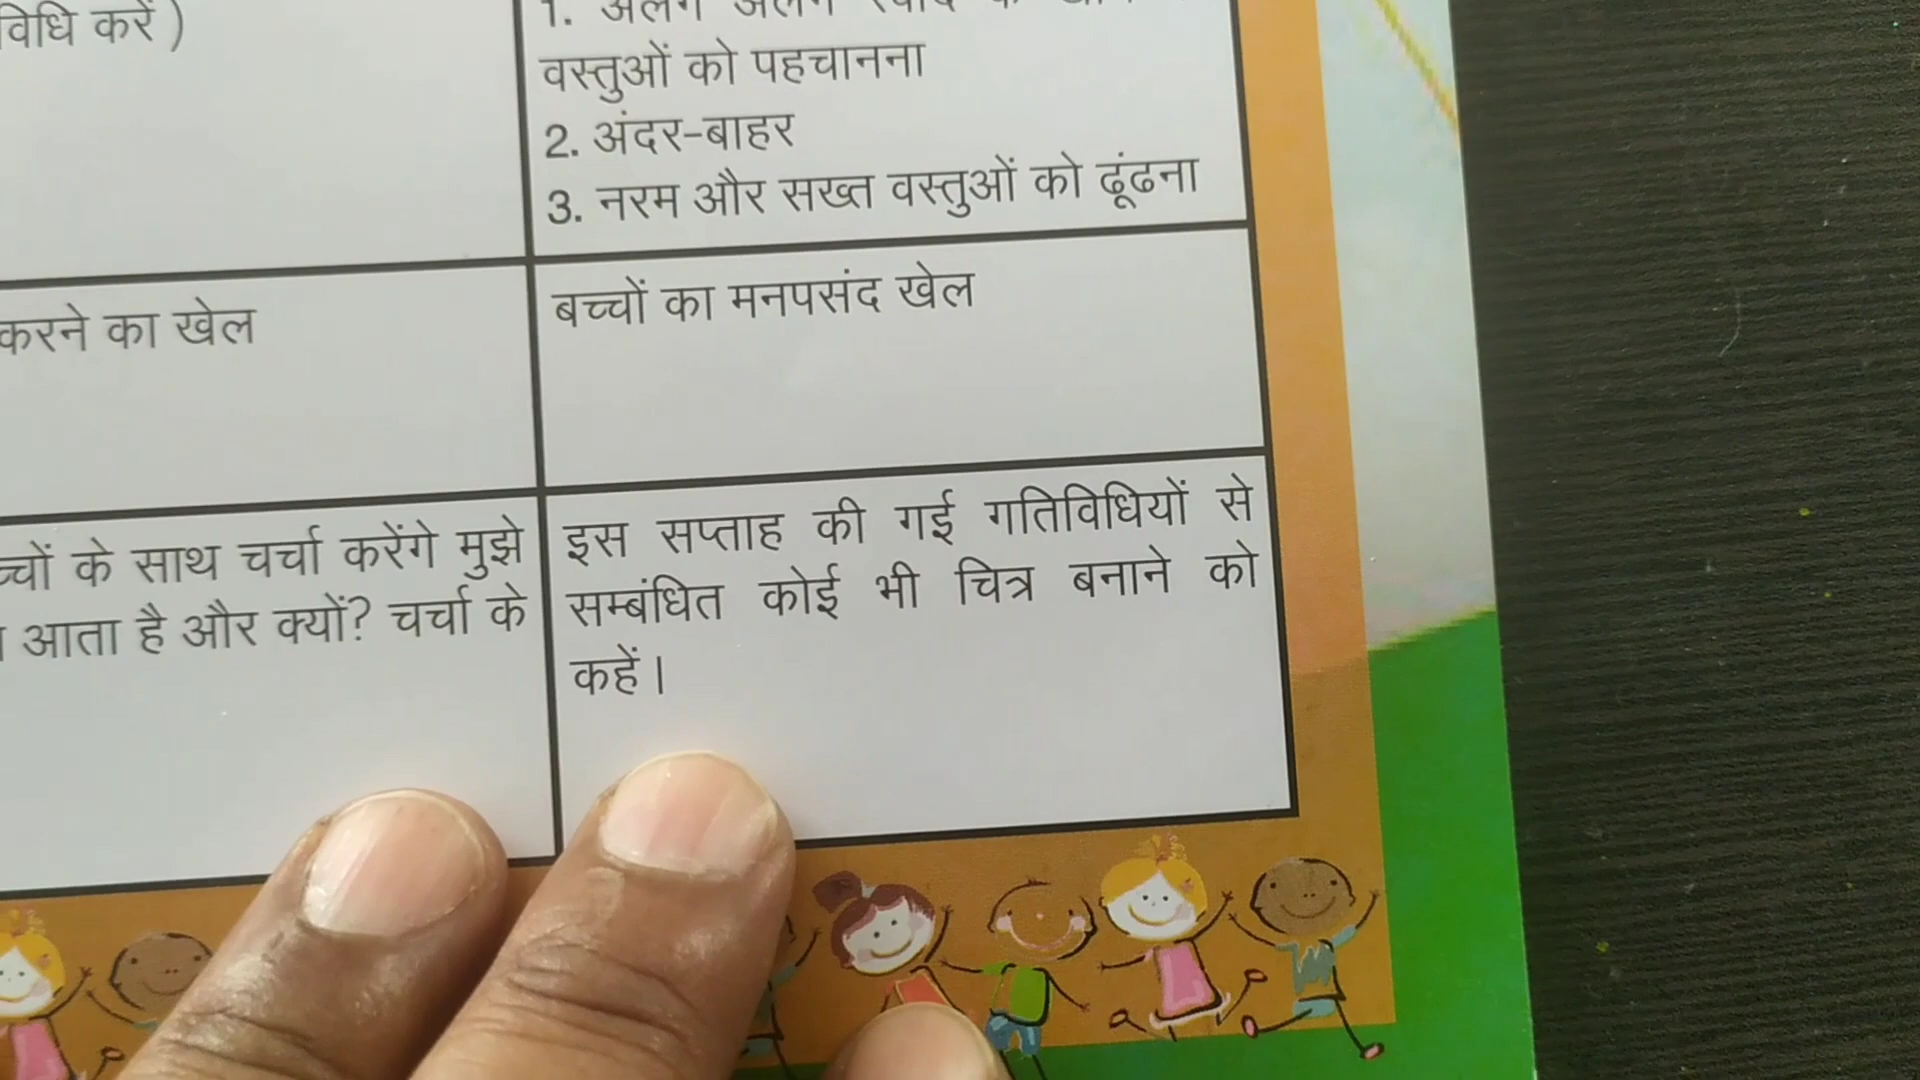 विधि करें )
वस्तुओं को पहचानना
2. अंदर-बाहर
3. नरम और सख्त वस्तुओं को ढूंढना
करने का खेल
बच्चों का मनपसंद खेल
के साथ चर्चा करेंगे मुझे
आता है और क्यों? चर्चा के
इस सप्ताह की गई गतिविधियों से
सम्बंधित कोई भी चित्र बनाने को
कहें।